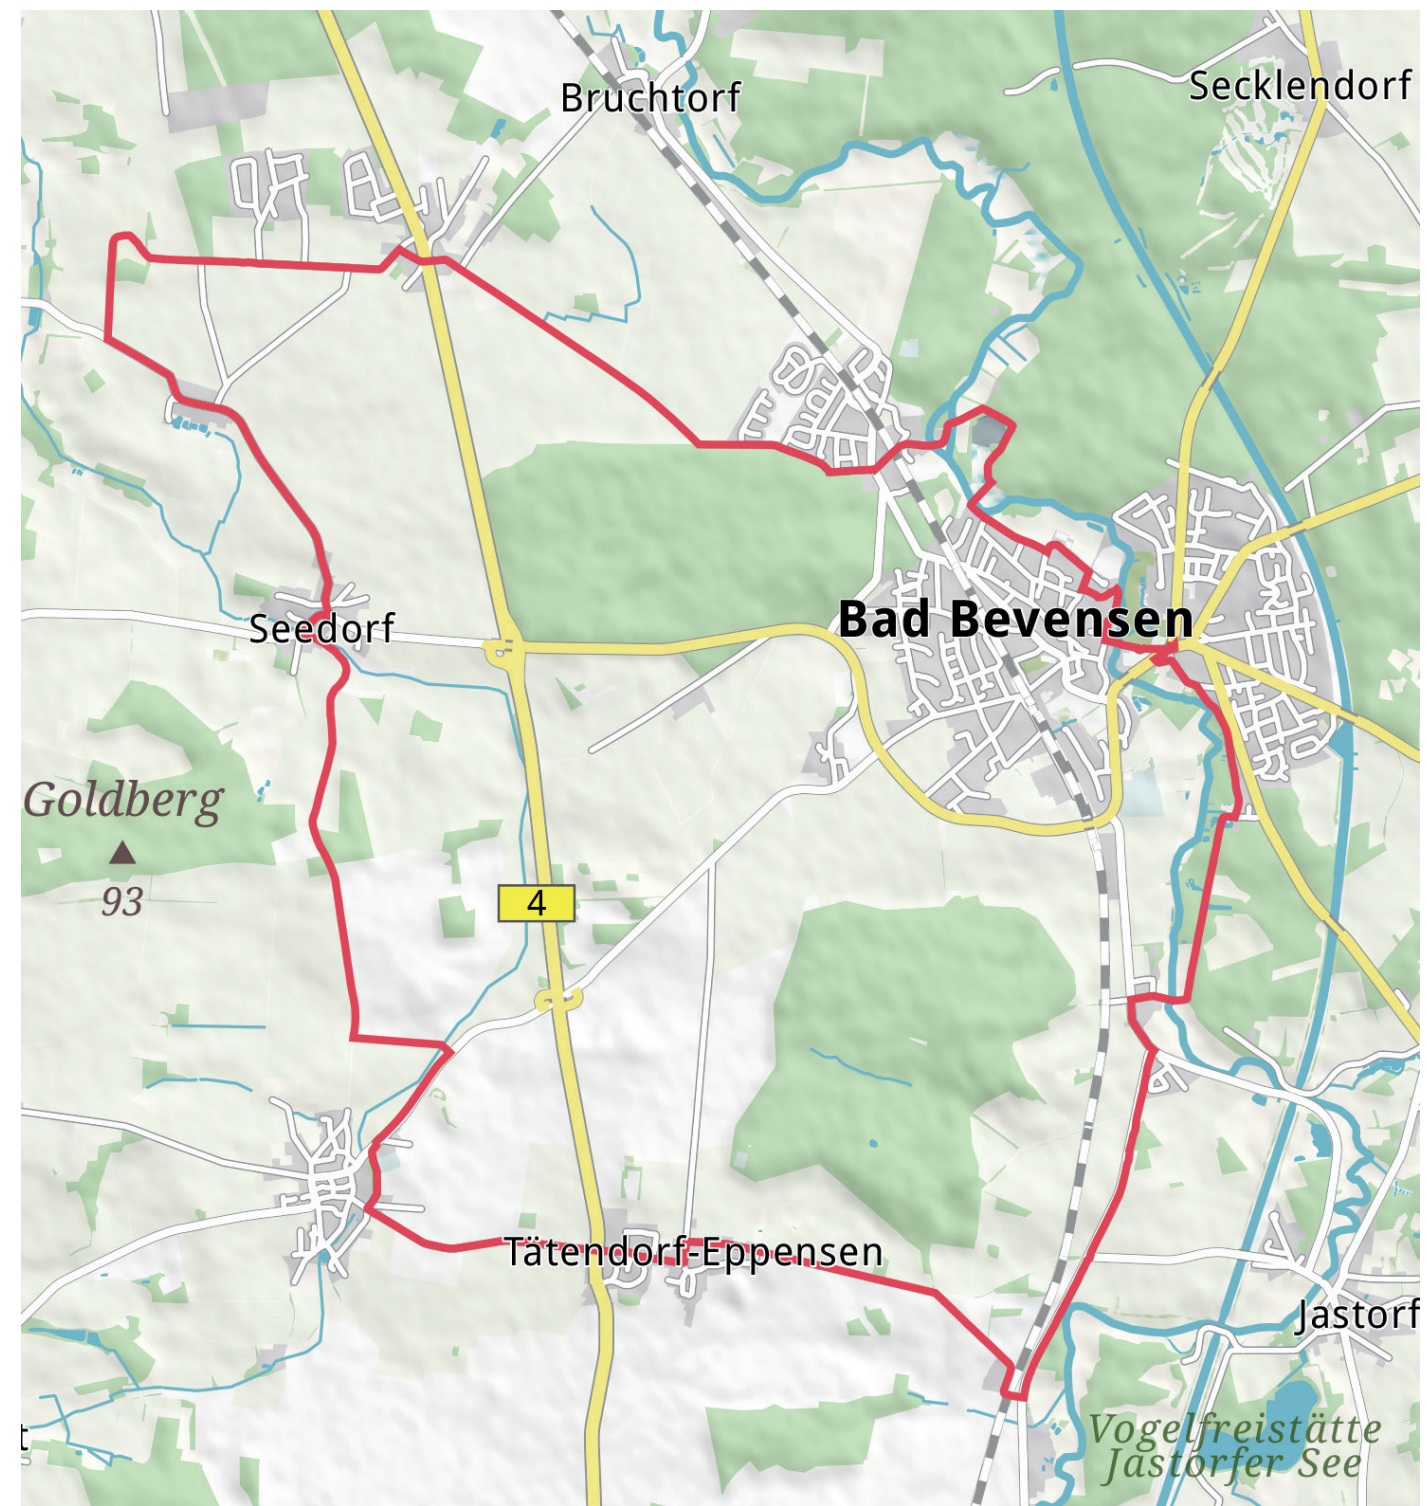 Secklendorf
Bruchtorf
Bad Bevensen
Seedorf
Goldberg
93
4
Tätendorf-Eppensen
Jastorf
Vogelfreistätte
Jastorfer See
t